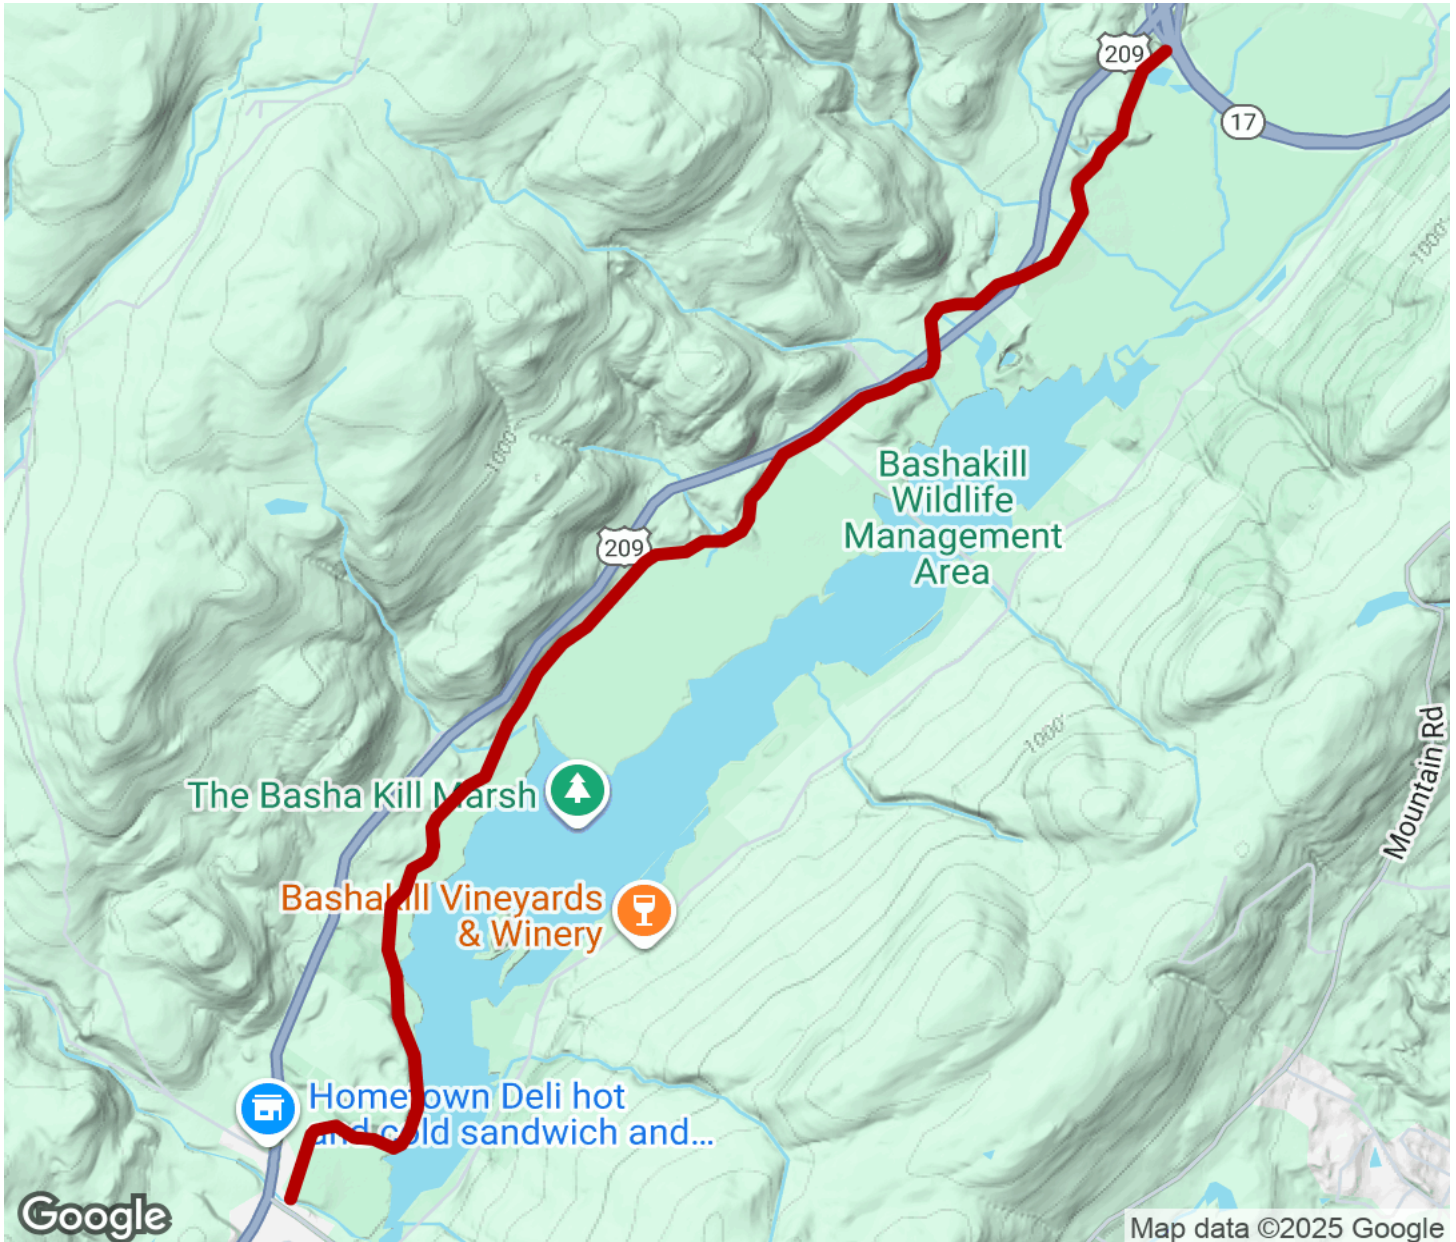 209
17
1000'
1000'
Bashakill
Wildlife
Management
Area
209
1000'
Mountain Rd
The Basha Kill Marsh
Bashakill Vineyards
& Winery
Hometown Deli hot
and cold sandwich and...
Google
Map data ©2025 Google